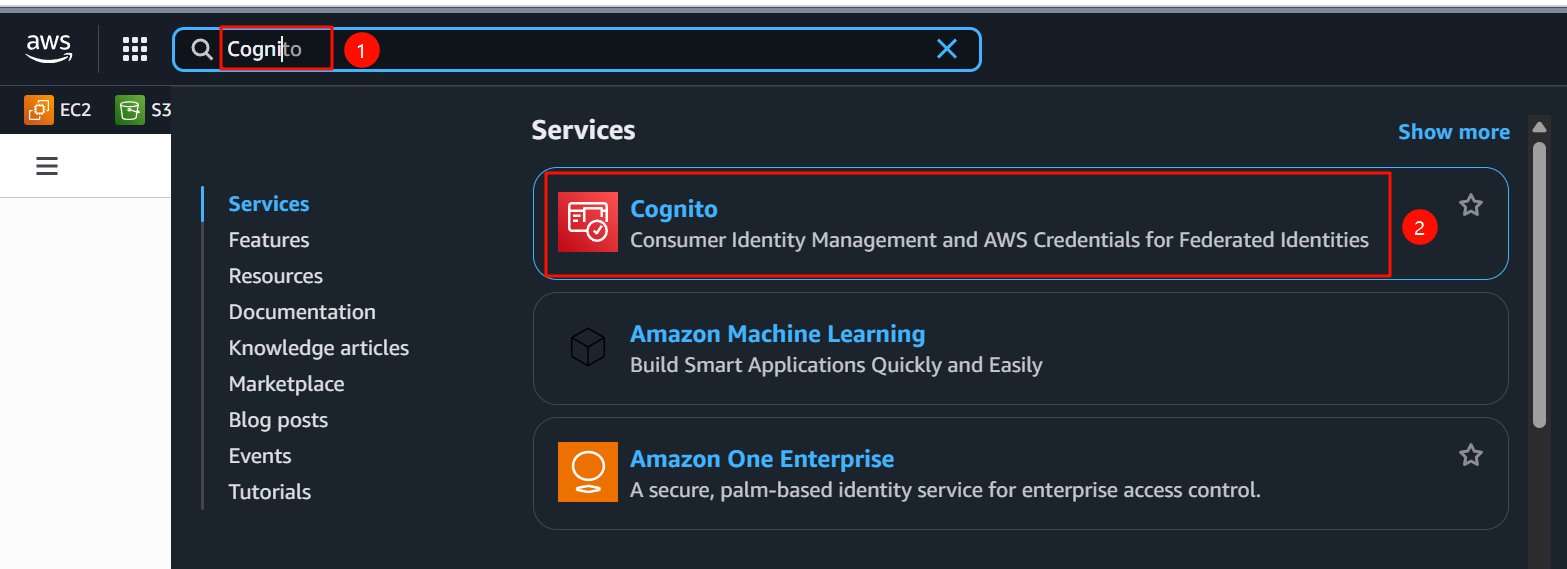 aws
Cognito
1
EC2
S3
Services
Show more
Services
Features
Resources
Documentation
Knowledge articles
Marketplace
Blog posts
Events
Tutorials
Cognito
Consumer Identity Management and AWS Credentials for Federated Identities
2
Amazon Machine Learning
Build Smart Applications Quickly and Easily
Amazon One Enterprise
A secure, palm-based identity service for enterprise access control.